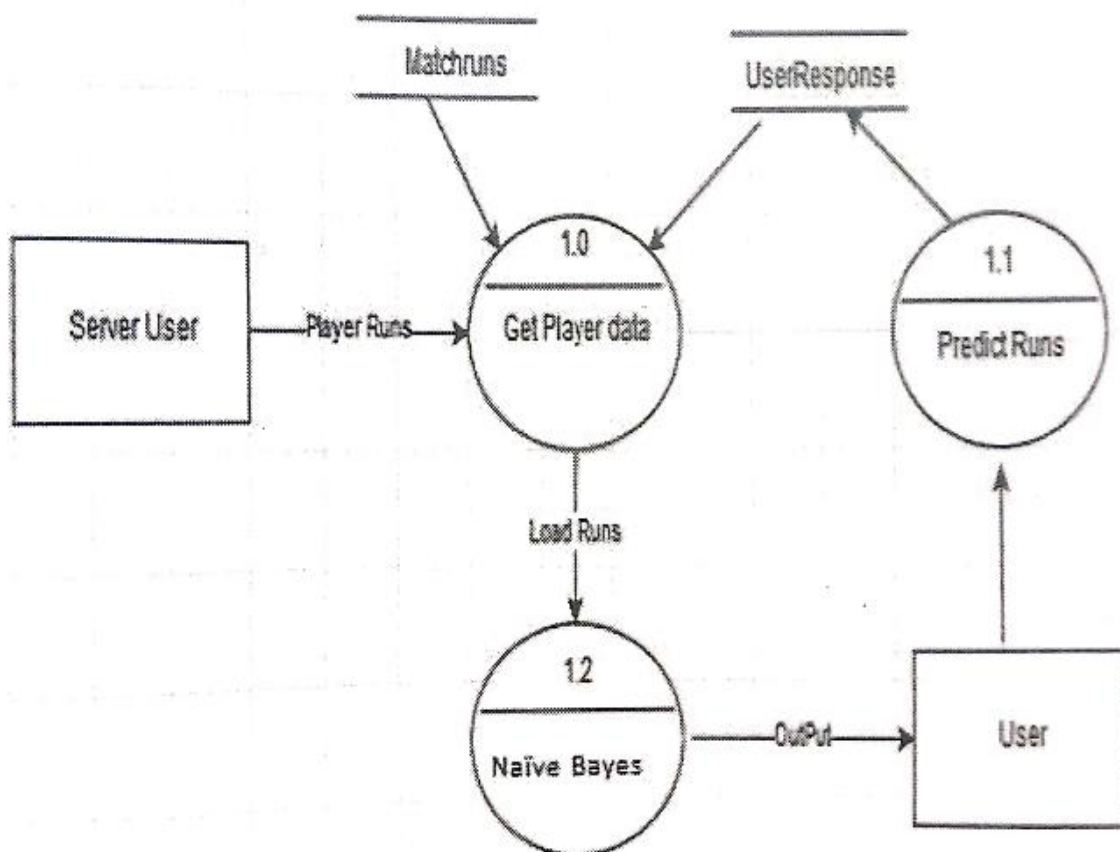 Matchruns
UserResponse
1.0
Get Player data
1.1
Predict Runs
Server User
Player Runs
Load Runs
1.2
Naïve Bayes
OutPut
User